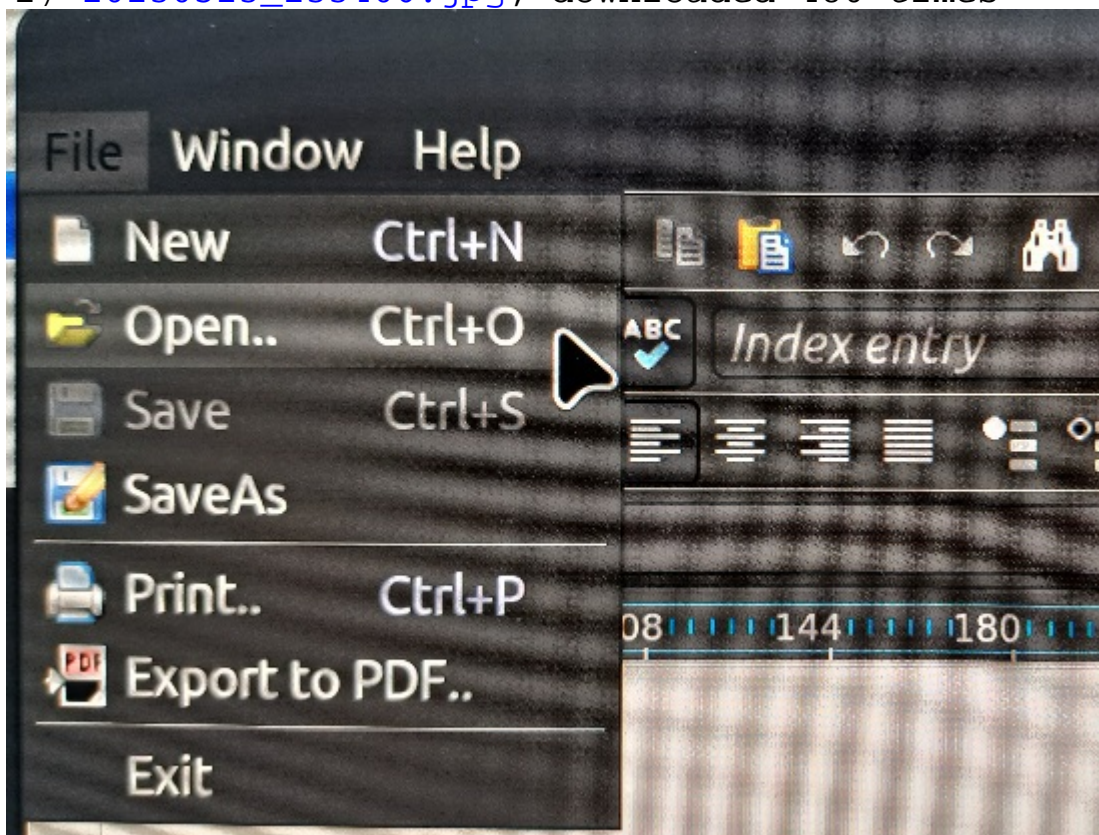 File Window Help
New Ctrl+N
Open.. Ctrl+O
ABC Index entry
Save Ctrl+S
SaveAs
Print.. Ctrl+P
08 144 180
PDF Export to PDF..
Exit